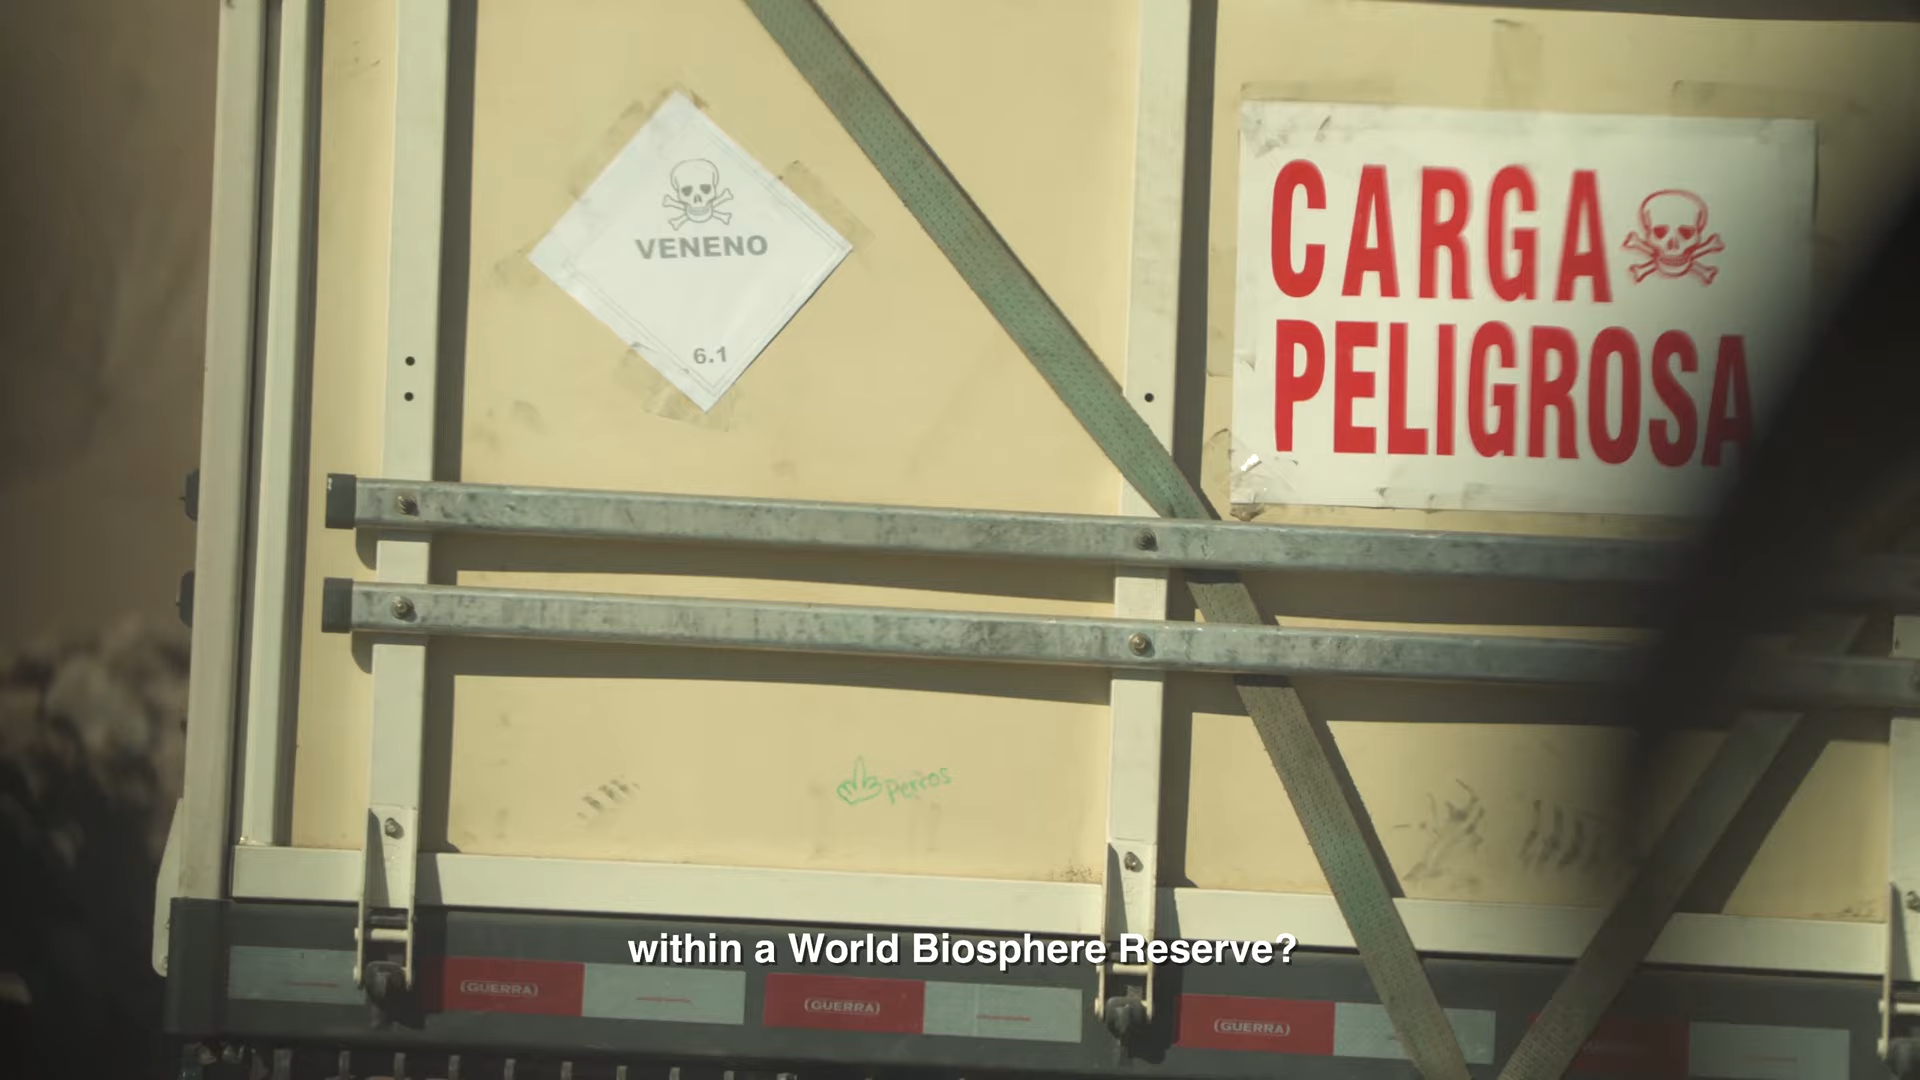 VENENO
6.1
CARGA
PELIGROSA
perros
within a World Biosphere Reserve?
(GUERRA)
(GUERRA)
(GUERRA)